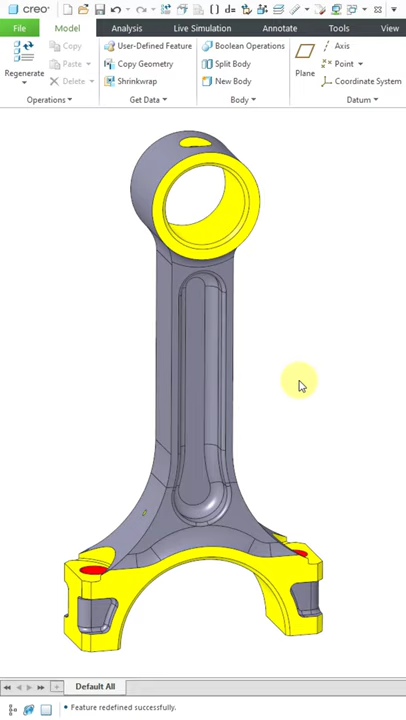 creo
File Model Analysis Live Simulation Annotate Tools View
Regenerate
Copy
Paste
Delete
Operations
User-Defined Feature
Copy Geometry
Shrinkwrap
Get Data
Boolean Operations
Split Body
New Body
Body
Plane
Axis
Point
Coordinate System
Datum
Default All
Feature redefined successfully.